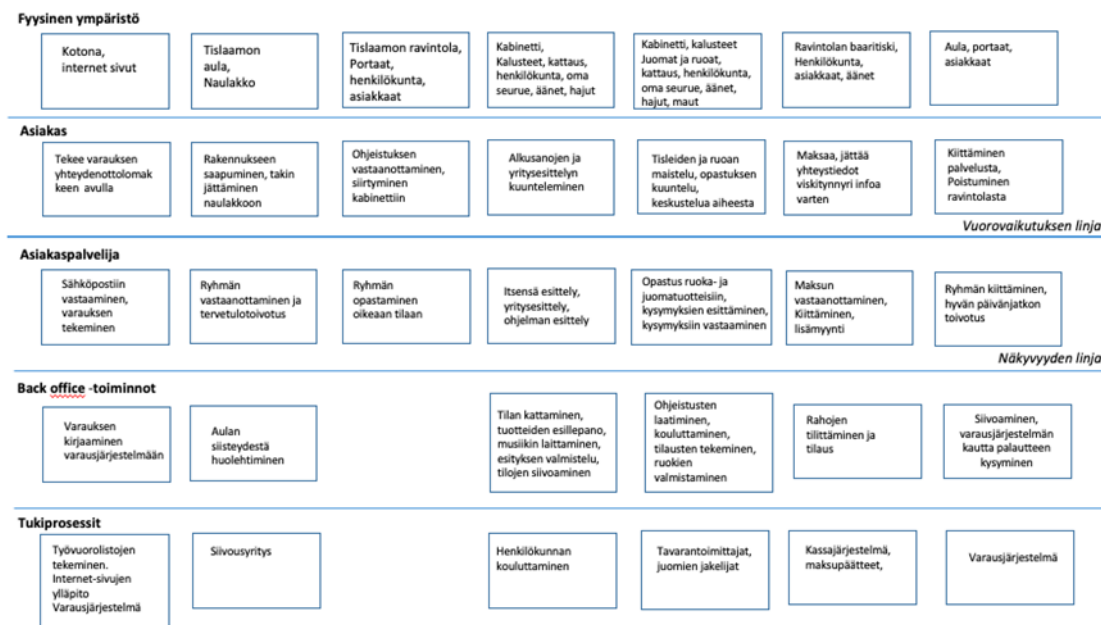 Fyysinen ympäristö
Kotona,
internet sivut
Tislaamon
aula,
Naulakko
Tislaamon ravintola,
Portaat,
henkilökunta,
asiakkaat
Kabinetti,
Kalusteet, kattaus,
henkilökunta, oma
seurue, äänet, hajut
Kabinetti, kalusteet
Juomat ja ruoat,
kattaus, henkilökunta,
oma seurue, äänet,
hajut, maut
Ravintolan baaritiski,
Henkilökunta,
asiakkaat, äänet
Aula, portaat,
asiakkaat
Asiakas
Tekee varauksen
yhteydenottolomak
keen avulla
Rakennukseen
saapuminen, takin
jättäminen
naulakkoon
Ohjeistuksen
vastaanottaminen,
siirtyminen
kabinettiin
Alkusanojen ja
yritysesittelyn
kuunteleminen
Tisleiden ja ruoan
maistelu, opastuksen
kuuntelu,
keskustelua aiheesta
Maksaa, jättää
yhteystiedot
viskitynnyri infoa
varten
Kiittäminen
palvelusta,
Poistuminen
ravintolasta
Vuorovaikutuksen linja
Asiakaspalvelija
Sähköpostiin
vastaaminen,
varauksen
tekeminen
Ryhmän
vastaanottaminen ja
tervetulotoivotus
Ryhmän
opastaminen
oikeaan tilaan
Itsensä esittely,
yritysesittely,
ohjelman esittely
Opastus ruoka- ja
juomatuotteisiin,
kysymyksien esittäminen,
kysymyksiin vastaaminen
Maksun
vastaanottaminen,
Kiittäminen,
lisämyynti
Ryhmän kiittäminen,
hyvän päivänjatkon
toivotus
Näkyvyyden linja
Back office -toiminnot
Varauksen
kirjaaminen
varausjärjestelmään
Aulan
siisteydestä
huolehtiminen
Tilan kattaminen,
tuotteiden esillepano,
musiikin laittaminen,
esityksen valmistelu,
tilojen siivoaminen
Ohjeistusten
laatiminen,
kouluttaminen,
tilausten tekeminen,
ruokien
valmistaminen
Rahojen
tilittäminen ja
tilaus
Siivoaminen,
varausjärjestelmän
kautta palautteen
kysyminen
Tukiprosessit
Työvuorolistojen
tekeminen.
Internet-sivujen
ylläpito
Varausjärjestelmä
Siivousyritys
Henkilökunnan
kouluttaminen
Tavarantoimittajat,
juomien jakelijat
Kassajärjestelmä,
maksupäätteet,
Varausjärjestelmä